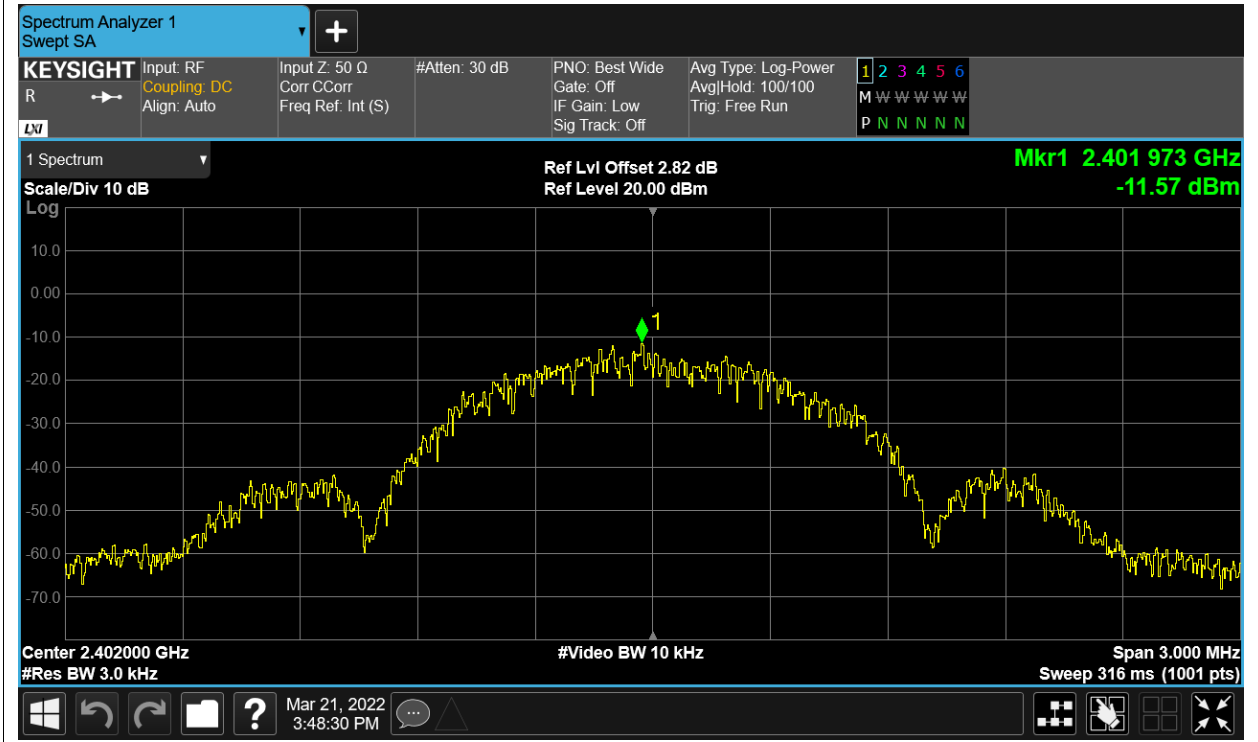 Spectrum Analyzer 1
Swept SA
KEYSIGHT
R
LXI
Input: RF
Coupling: DC
Align: Auto
Input Z: 50 Ω
Corr CCorr
Freq Ref: Int (S)
#Atten: 30 dB
PNO: Best Wide
Gate: Off
IF Gain: Low
Sig Track: Off
Avg Type: Log-Power
Avg|Hold: 100/100
Trig: Free Run
1 2 3 4 5 6
M W W W W W W
P N N N N N N
1 Spectrum
Scale/Div 10 dB
Log
Ref Lvl Offset 2.82 dB
Ref Level 20.00 dBm
Mkr1 2.401 973 GHz
-11.57 dBm
10.0
0.00
-10.0
-20.0
-30.0
-40.0
-50.0
-60.0
-70.0
1
Center 2.402000 GHz
#Res BW 3.0 kHz
#Video BW 10 kHz
Span 3.000 MHz
Sweep 316 ms (1001 pts)
?
Mar 21, 2022
3:48:30 PM